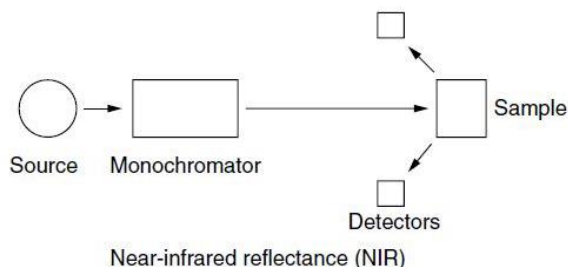 Sample
Source Monochromator
Detectors
Near-infrared reflectance (NIR)